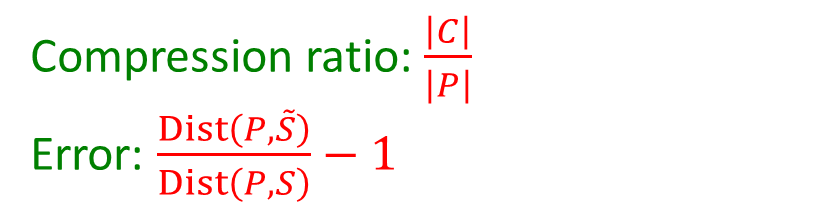 Compression ratio: |C| / |P|
Error: Dist(P,S̃) / Dist(P,S) − 1